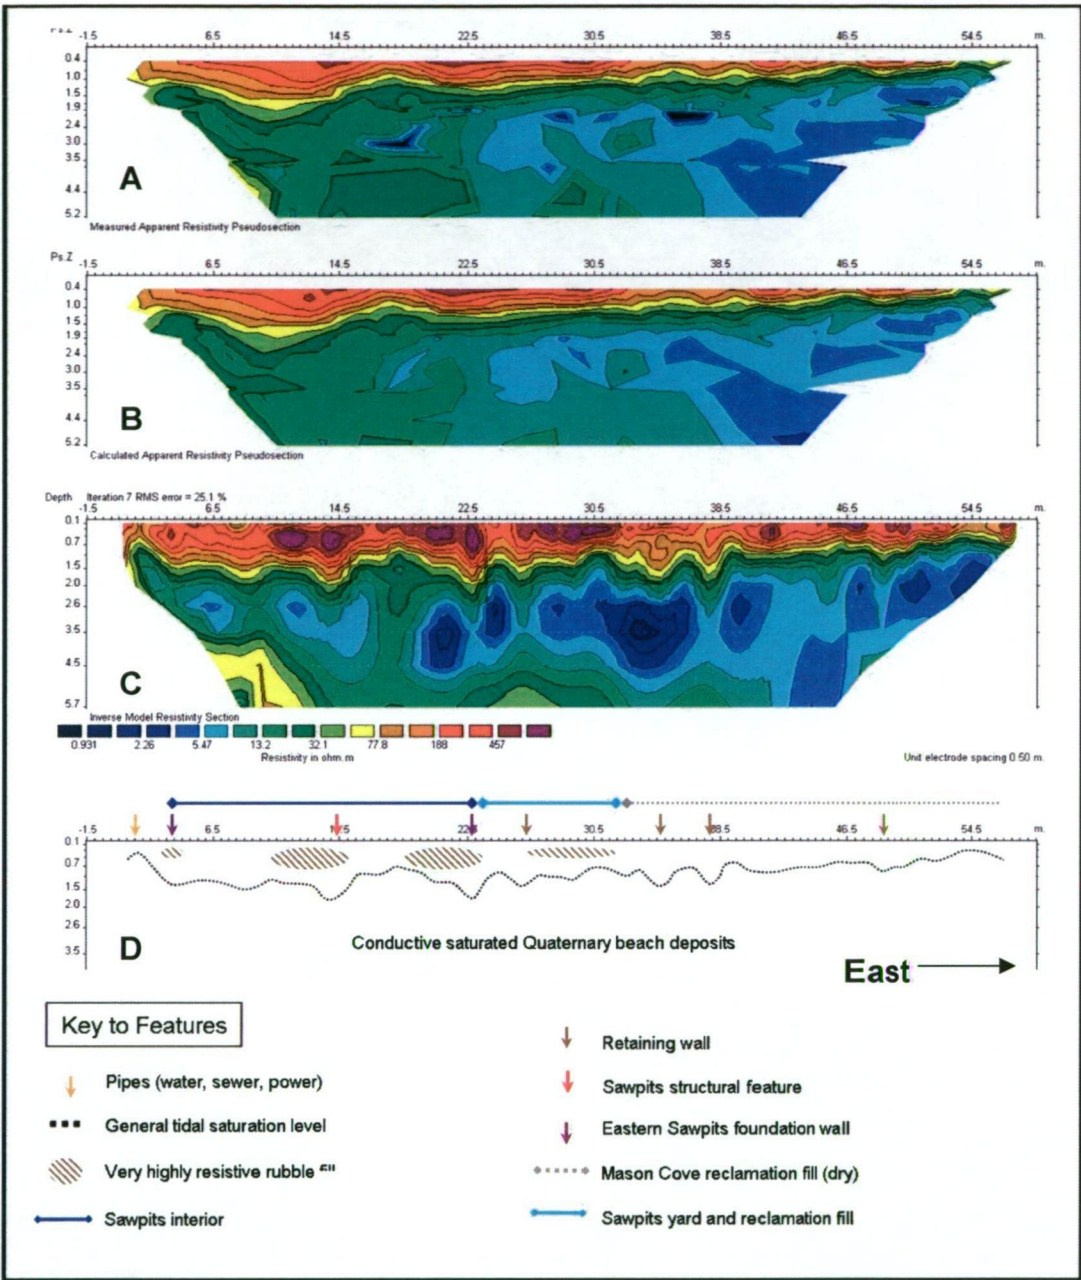 -1.5 6.5 14.5 22.5 30.5 38.5 46.5 54.5 m.
0.4
1.0
1.5
1.9
2.4
3.0
3.5
4.4
5.2
A
Measured Apparent Resistivity Pseudosection
Ps.Z -1.5 6.5 14.5 22.5 30.5 38.5 46.5 54.5 m.
0.4
1.0
1.5
1.9
2.4
3.0
3.5
4.4
5.2
B
Calculated Apparent Resistivity Pseudosection
Depth Iteration 7 RMS error = 25.1 %
-1.5 6.5 14.5 22.5 30.5 38.5 46.5 54.5 m.
0.1
0.7
1.5
2.0
2.6
3.5
4.5
5.7
C
Inverse Model Resistivity Section
0.931 2.26 5.47 13.2 32.1 77.8 188 457
Resistivity in ohm.m
Unit electrode spacing 0.50 m.
-1.5 6.5 30.5 46.5 54.5 m.
0.1
0.7
1.5
2.0
2.6
3.5
D
Conductive saturated Quaternary beach deposits
East
Key to Features
Pipes (water, sewer, power)
General tidal saturation level
Very highly resistive rubble
Sawpits interior
Retaining wall
Sawpits structural feature
Eastern Sawpits foundation wall
Mason Cove reclamation fill (dry)
Sawpits yard and reclamation fill